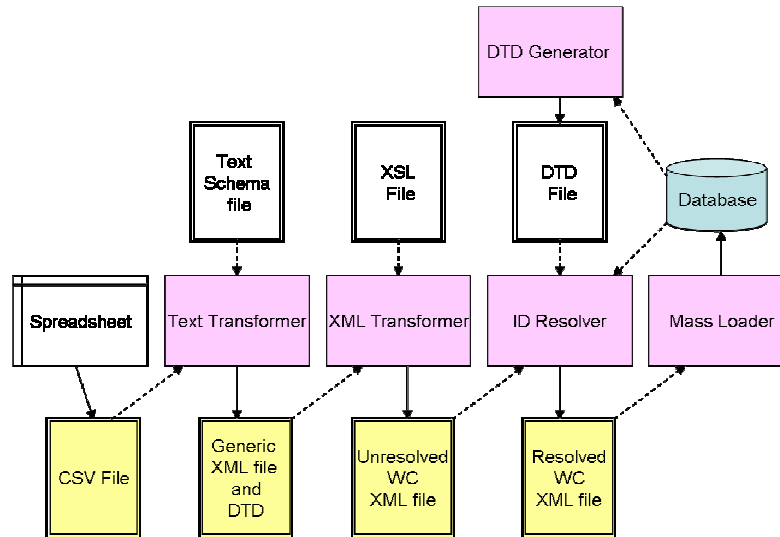 DTD Generator
Text
Schema
file
XSL
File
DTD
File
Database
Spreadsheet
Text Transformer
XML Transformer
ID Resolver
Mass Loader
CSV File
Generic
XML file
and
DTD
Unresolved
WC
XML file
Resolved
WC
XML file